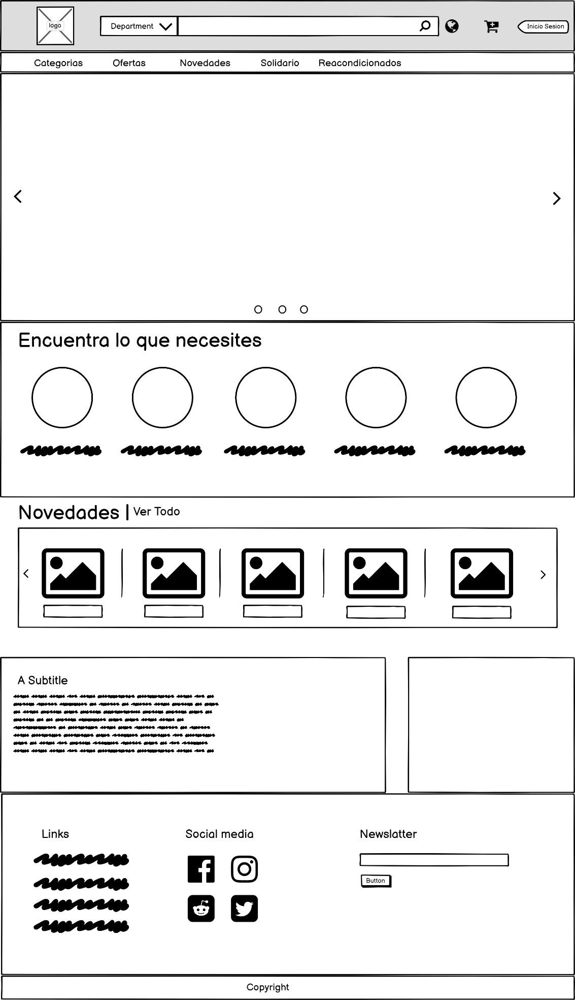 logo
Department
Inicio Sesion
Categorias
Ofertas
Novedades
Solidario
Reacondicionados
Encuentra lo que necesites
Novedades | Ver Todo
A Subtitle
Links
Social media
Newslatter
Button
Copyright